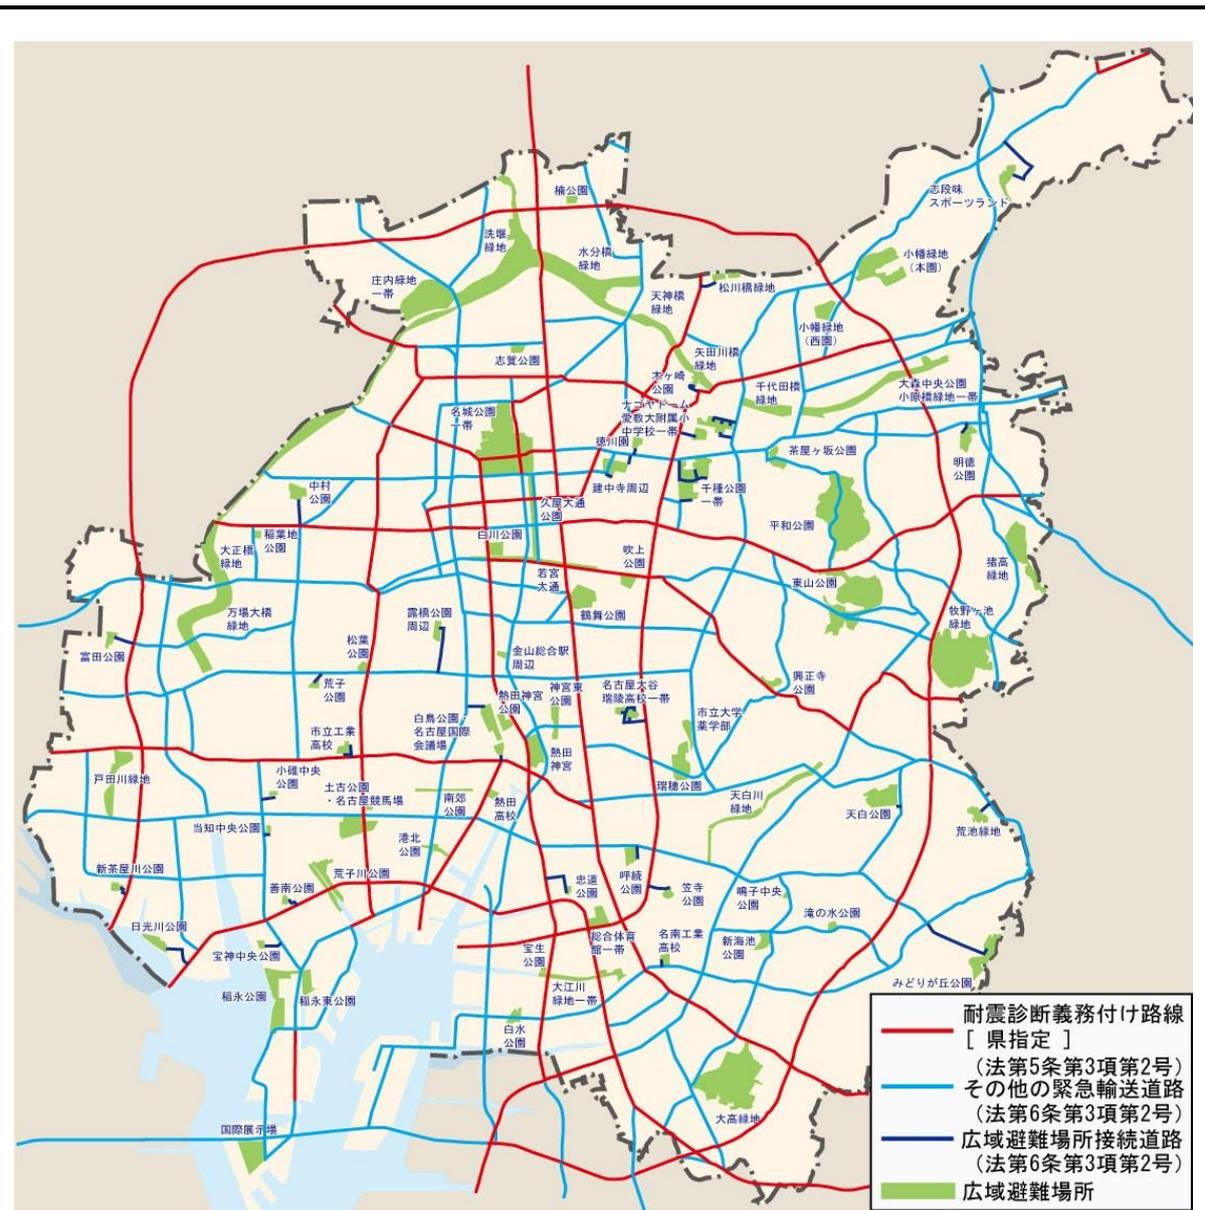 楠公園
洗堰
緑地
水分橋
緑地
庄内緑地
一帯
天神橋
緑地
松川橋緑地
志段味
スポーツランド
小幡緑地
(本園)
小幡緑地
(西園)
志賀公園
矢田川橋
緑地
木ヶ崎
公園
千代田橋
緑地
大森中央公園
小原橋緑地一帯
名城公園
一帯
ナゴヤドーム
愛教大附属小
中学校一帯
徳川園
茶屋ヶ坂公園
明徳
公園
建中寺周辺
千種公園
一帯
中村
公園
稲葉地
公園
久屋大通
公園
白川公園
平和公園
大正橋
緑地
吹上
公園
若宮
大通
東山公園
猪高
緑地
万場大橋
緑地
露橋公園
周辺
鶴舞公園
牧野ヶ池
緑地
富田公園
松葉
公園
金山総合駅
周辺
荒子
公園
熱田神宮
公園
神宮東
公園
名古屋大谷
瑞陵高校一帯
興正寺
公園
市立工業
高校
白鳥公園
名古屋国際
会議場
市立大学
薬学部
熱田
神宮
戸田川緑地
小碓中央
公園
土古公園
・名古屋競馬場
南郊
公園
熱田
高校
瑞穂公園
天白川
緑地
天白公園
荒池緑地
当知中央公園
港北
公園
新茶屋川公園
荒子川公園
善南公園
忠道
公園
呼続
公園
笠寺
公園
鳴子中央
公園
滝の水公園
日光川公園
宝神中央公園
宝生
公園
総合体育
館一帯
名南工業
高校
新海池
公園
みどりが丘公園
稲永公園
稲永東公園
大江川
緑地一帯
白水
公園
大高緑地
国際展示場
耐震診断義務付け路線
[ 県指定 ]
(法第5条第3項第2号)
その他の緊急輸送道路
(法第6条第3項第2号)
広域避難場所接続道路
(法第6条第3項第2号)
広域避難場所